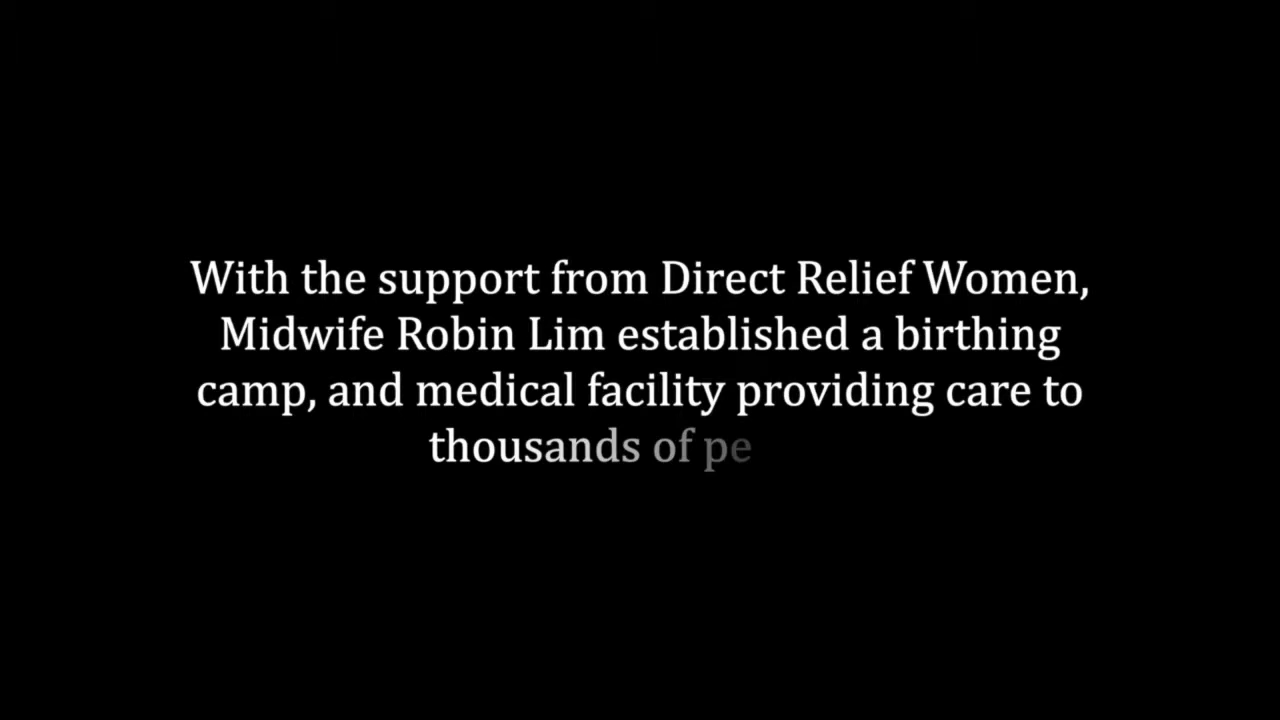 With the support from Direct Relief Women,
Midwife Robin Lim established a birthing
camp, and medical facility providing care to
thousands of pe